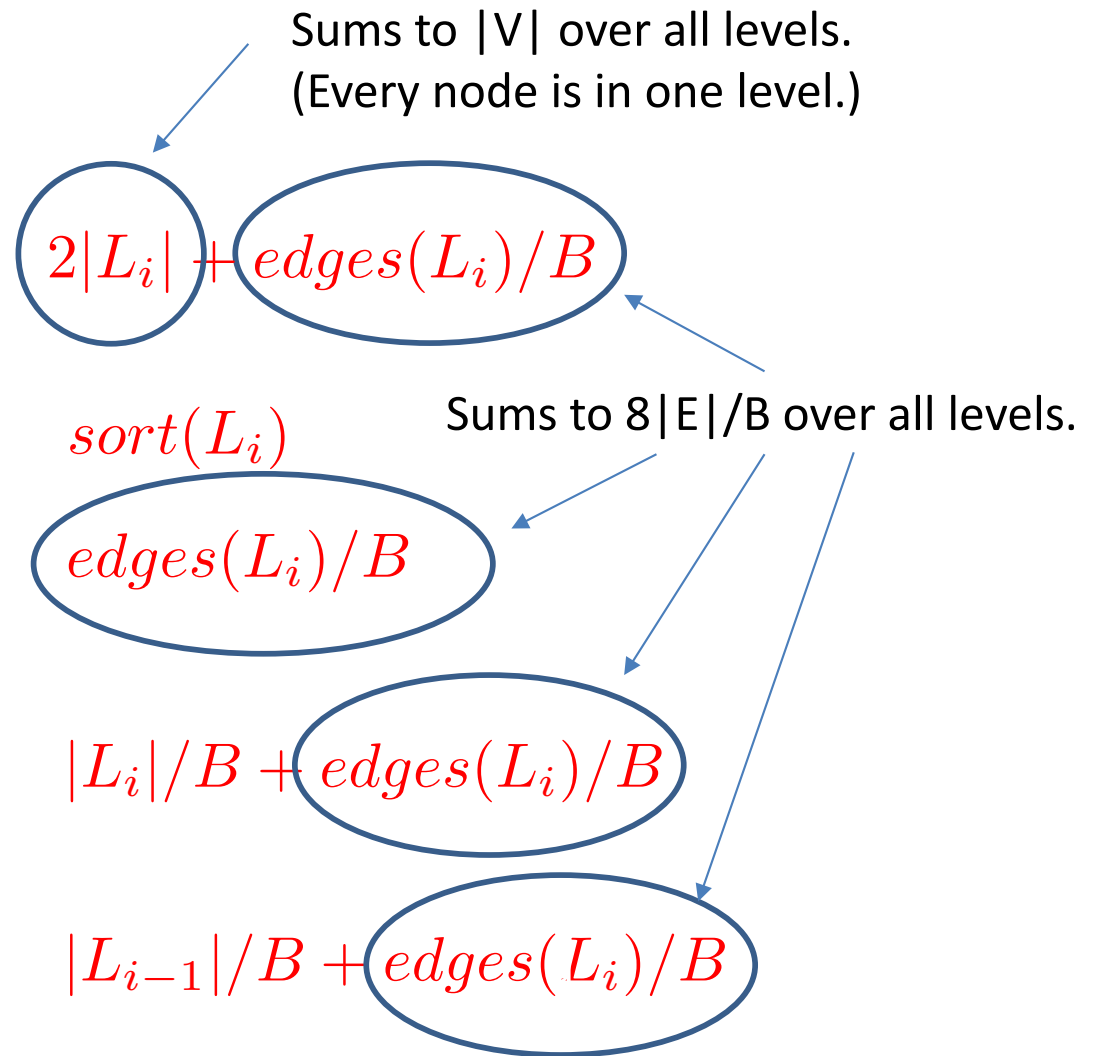 Sums to |V| over all levels.
(Every node is in one level.)
2|L_i| + edges(L_i)/B
sort(L_i)
Sums to 8|E|/B over all levels.
edges(L_i)/B
|L_i|/B + edges(L_i)/B
|L_{i-1}|/B + edges(L_i)/B